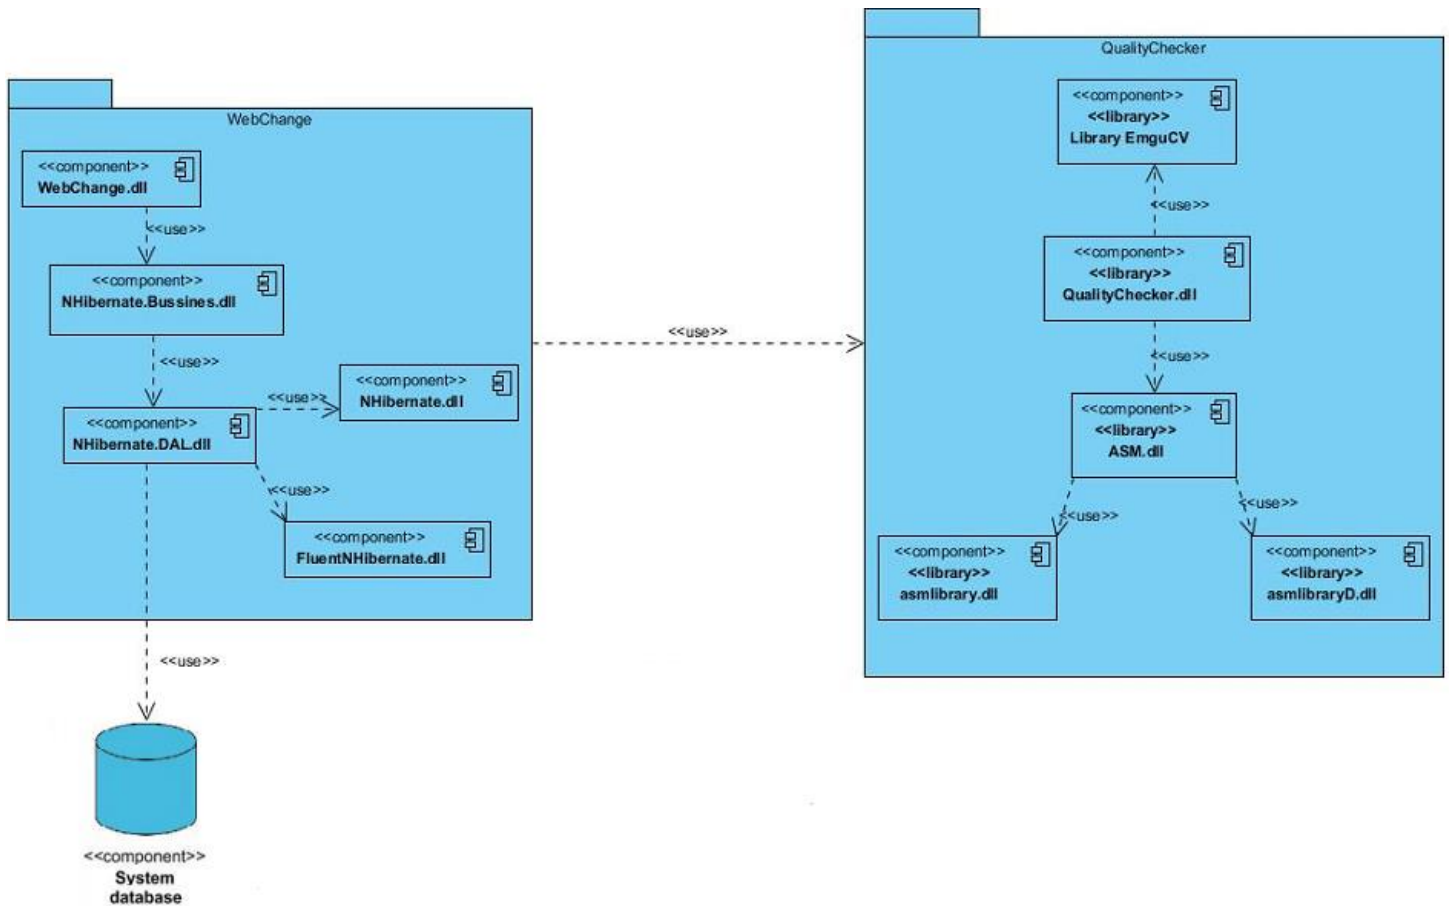 WebChange
<<component>>
WebChange.dll
<<use>>
<<component>>
NHibernate.Bussines.dll
<<use>>
<<component>>
NHibernate.DAL.dll
<<use>>
<<component>>
NHibernate.dll
<<use>>
<<component>>
FluentNHibernate.dll
<<use>>
<<component>>
System
database
<<use>>
QualityChecker
<<component>>
<<library>>
Library EmguCV
<<use>>
<<component>>
<<library>>
QualityChecker.dll
<<use>>
<<component>>
<<library>>
ASM.dll
<<use>>
<<use>>
<<component>>
<<library>>
asmlibrary.dll
<<component>>
<<library>>
asmlibraryD.dll